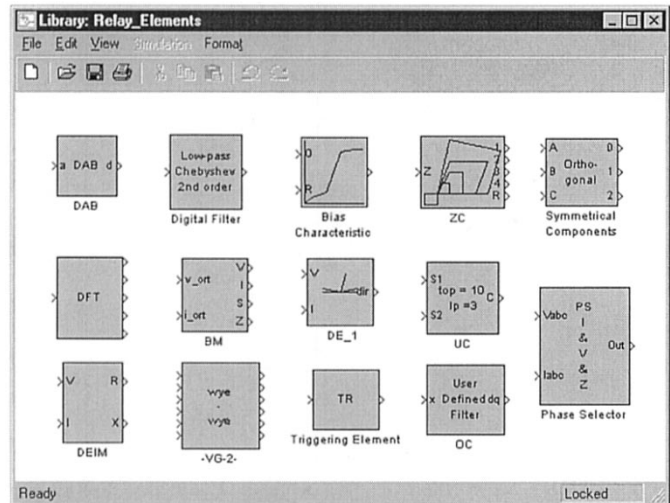 Library: Relay_Elements
File Edit View Simulation Format
a DAB d
DAB
Low-pass
Chebyshev
2nd order
Digital Filter
O
R
Bias
Characteristic
Z
1
2
3
4
R
ZC
A
B
C
Ortho-
gonal
0
1
2
Symmetrical
Components
DFT
v_ort
i_ort
V
I
S
Z
BM
V
I
dir
DE_1
S1
S2
top = 10
Ip =3
C
UC
Vabc
Iabc
PS
I
&
V
&
Z
Out
Phase Selector
V
I
R
X
DEIM
wye
-
wye
-VG-2-
TR
Triggering Element
User
x Defined dq
Filter
OC
Ready
Locked